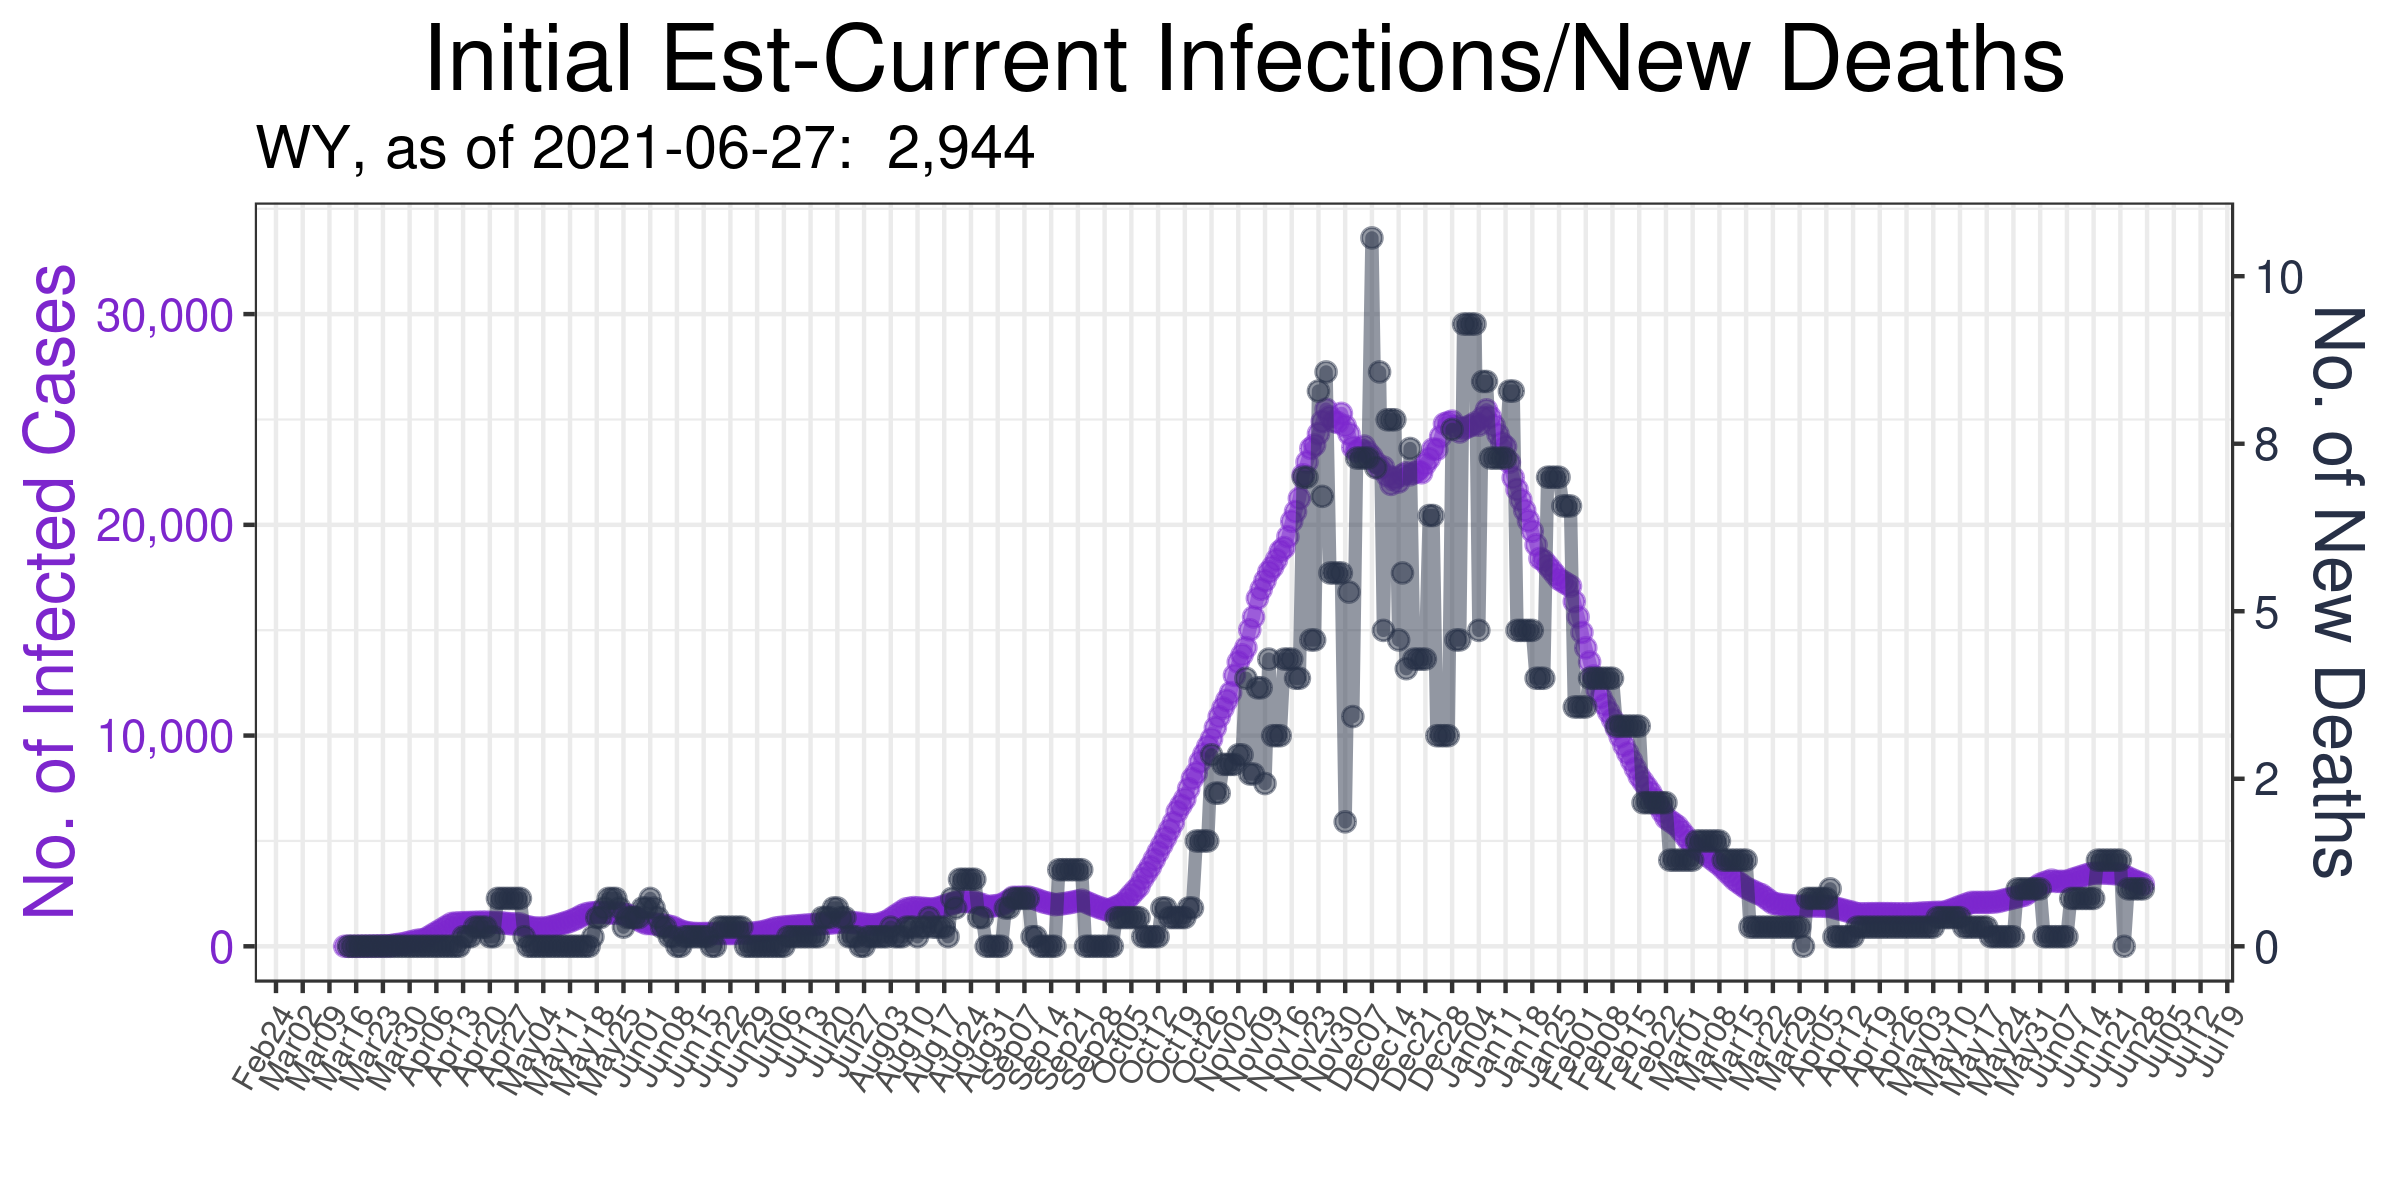 Initial Est-Current Infections/New Deaths
WY, as of 2021-06-27:  2,944
No. of Infected Cases
30,000
20,000
10,000
0
10
8
5
2
0
No. of New Deaths
Feb24
Mar02
Mar09
Mar16
Mar23
Mar30
Apr06
Apr13
Apr20
Apr27
May04
May11
May18
May25
Jun01
Jun08
Jun15
Jun22
Jun29
Jul06
Jul13
Jul20
Jul27
Aug03
Aug10
Aug17
Aug24
Aug31
Sep07
Sep14
Sep21
Sep28
Oct05
Oct12
Oct19
Oct26
Nov02
Nov09
Nov16
Nov23
Nov30
Dec07
Dec14
Dec21
Dec28
Jan04
Jan11
Jan18
Jan25
Feb01
Feb08
Feb15
Feb22
Mar01
Mar08
Mar15
Mar22
Mar29
Apr05
Apr12
Apr19
Apr26
May03
May10
May17
May24
May31
Jun07
Jun14
Jun21
Jun28
Jul05
Jul12
Jul19